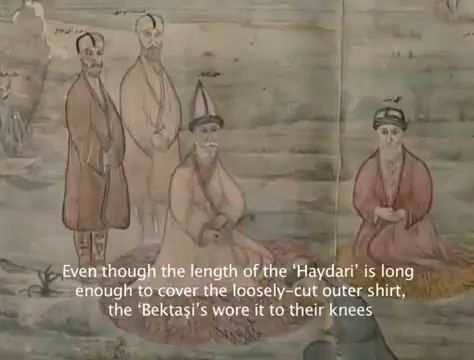 Even though the length of the ‘Haydari’ is long
enough to cover the loosely-cut outer shirt,
the ‘Bektaşi’s wore it to their knees